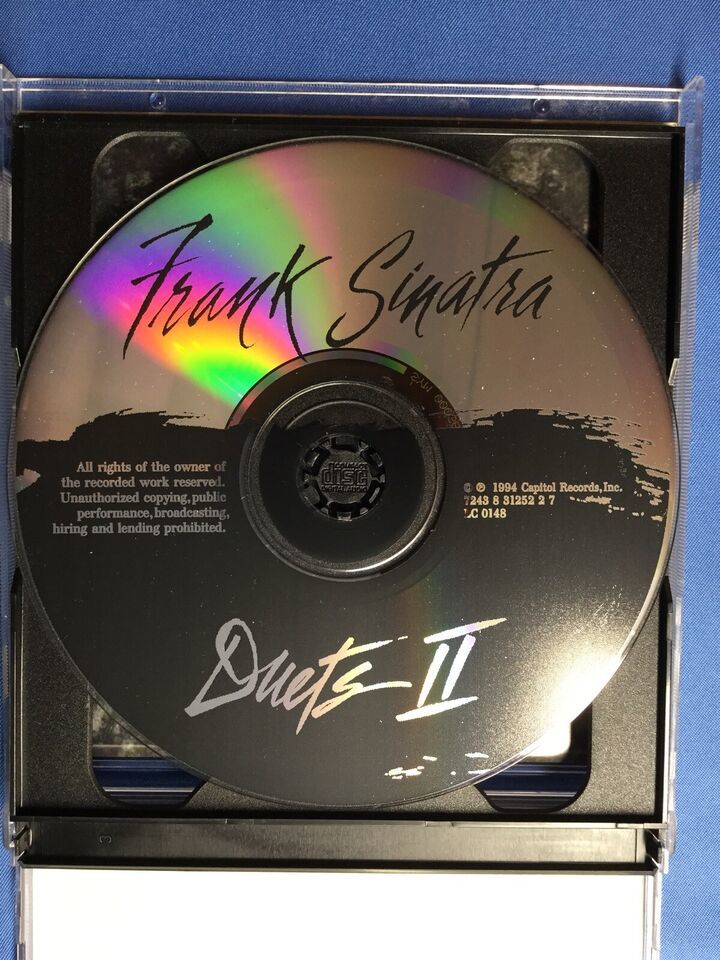 Frank Sinatra
All rights of the owner of
the recorded work reserved.
Unauthorized copying, public
performance, broadcasting,
hiring and lending prohibited.
COMPACT
disc
DIGITAL AUDIO
© ℗ 1994 Capitol Records, Inc.
7243 8 31252 2 7
LC 0148
Duets II
3